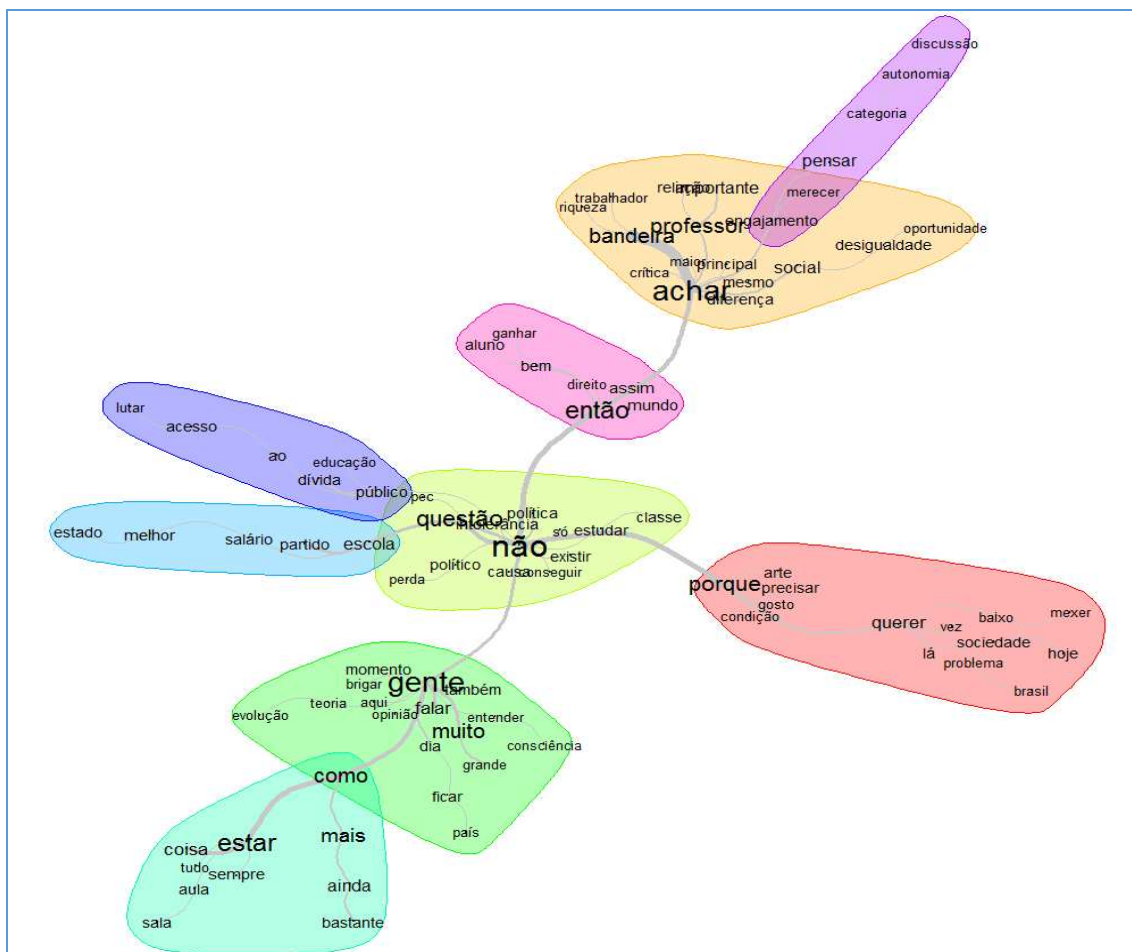 discussão
autonomia
categoria
pensar
merecer
engajamento
relação
importante
trabalhador
riqueza
professor
bandeira
oportunidade
desigualdade
maior
principal
social
crítica
mesmo
achar
diferença
ganhar
aluno
bem
direito
assim
mundo
então
lutar
acesso
ao
educação
dívida
público
estado
melhor
salário
partido
escola
pec
questão
política
intolerância
só
estudar
classe
não
existir
político
causa
conseguir
perda
porque
arte
precisar
gosto
condição
querer
vez
baixo
mexer
sociedade
lá
hoje
problema
brasil
momento
gente
também
brigar
aqui
teoria
falar
evolução
opinião
entender
muito
dia
consciência
grande
como
ficar
país
estar
mais
coisa
tudo
sempre
aula
ainda
sala
bastante